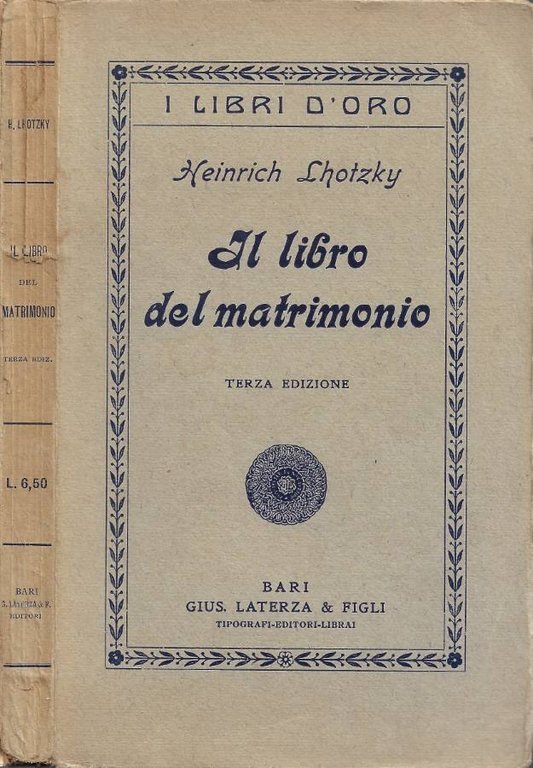 H. LHOTZKY
IL LIBRO
DEL
MATRIMONIO
TERZA EDIZ.
L. 6,50
BARI
G. LATERZA & F.
EDITORI
I LIBRI D'ORO
Heinrich Lhotzky
Il libro
del matrimonio
TERZA EDIZIONE
BARI
GIUS. LATERZA & FIGLI
TIPOGRAFI-EDITORI-LIBRAI